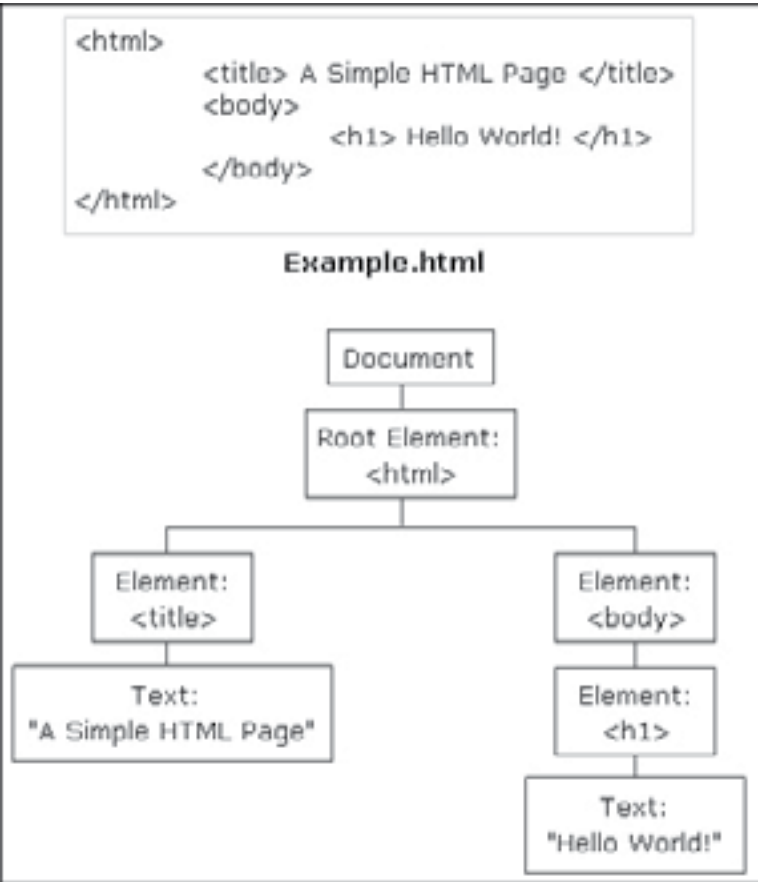 <html>
<title> A Simple HTML Page </title>
<body>
<h1> Hello World! </h1>
</body>
</html>
Example.html
Document
Root Element:
<html>
Element:
<title>
Element:
<body>
Text:
"A Simple HTML Page"
Element:
<h1>
Text:
"Hello World!"